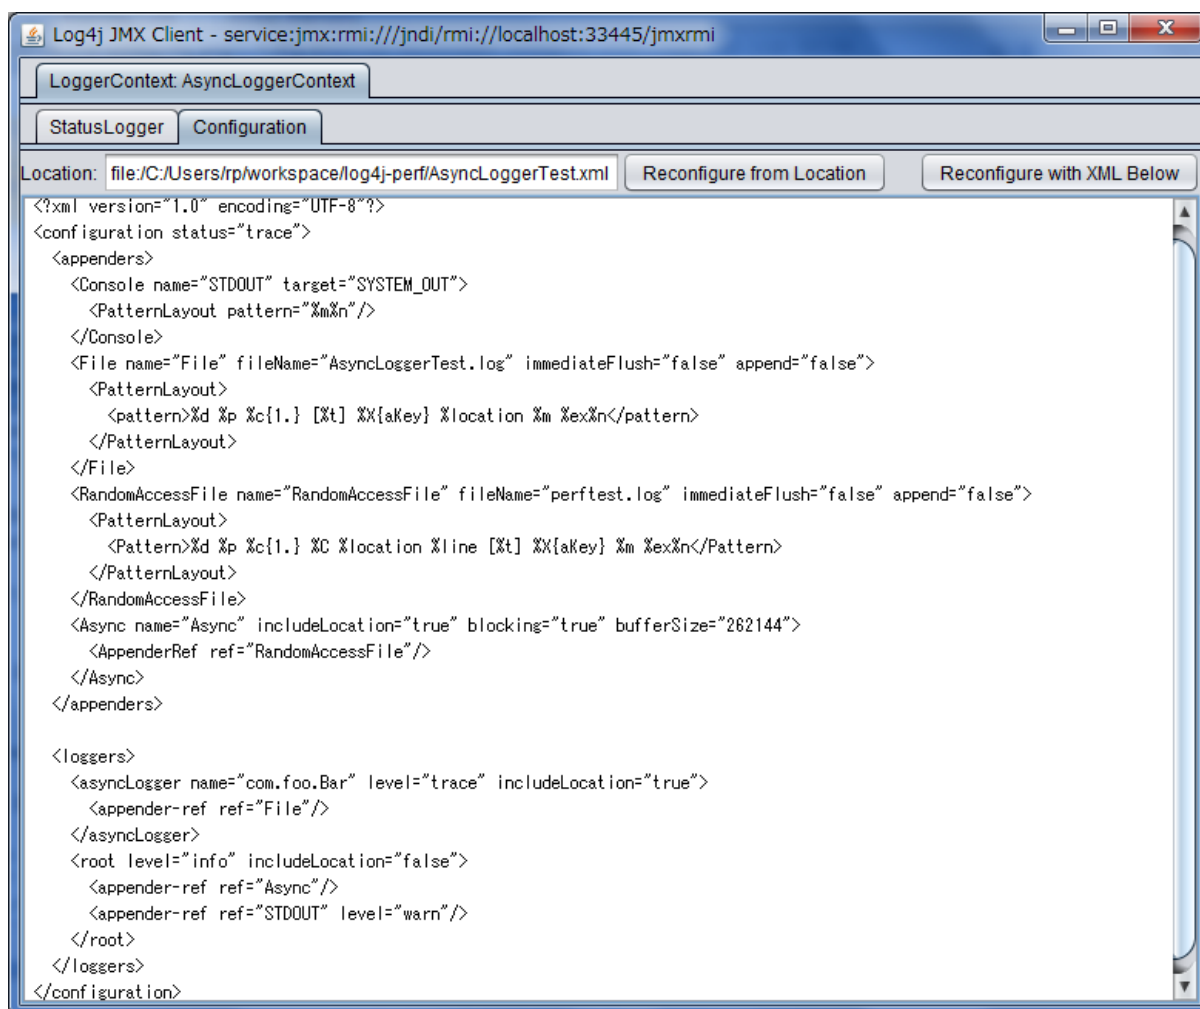 Log4j JMX Client - service:jmx:rmi:///jndi/rmi://localhost:33445/jmxrmi
LoggerContext: AsyncLoggerContext
StatusLogger Configuration
Location: file:/C:/Users/rp/workspace/log4j-perf/AsyncLoggerTest.xml Reconfigure from Location Reconfigure with XML Below
<?xml version="1.0" encoding="UTF-8"?>
<configuration status="trace">
  <appenders>
    <Console name="STDOUT" target="SYSTEM_OUT">
      <PatternLayout pattern="%m%n"/>
    </Console>
    <File name="File" fileName="AsyncLoggerTest.log" immediateFlush="false" append="false">
      <PatternLayout>
        <pattern>%d %p %c{1.} [%t] %X{aKey} %location %m %ex%n</pattern>
      </PatternLayout>
    </File>
    <RandomAccessFile name="RandomAccessFile" fileName="perftest.log" immediateFlush="false" append="false">
      <PatternLayout>
        <Pattern>%d %p %c{1.} %C %location %line [%t] %X{aKey} %m %ex%n</Pattern>
      </PatternLayout>
    </RandomAccessFile>
    <Async name="Async" includeLocation="true" blocking="true" bufferSize="262144">
      <AppenderRef ref="RandomAccessFile"/>
    </Async>
  </appenders>

  <loggers>
    <asyncLogger name="com.foo.Bar" level="trace" includeLocation="true">
      <appender-ref ref="File"/>
    </asyncLogger>
    <root level="info" includeLocation="false">
      <appender-ref ref="Async"/>
      <appender-ref ref="STDOUT" level="warn"/>
    </root>
  </loggers>
</configuration>